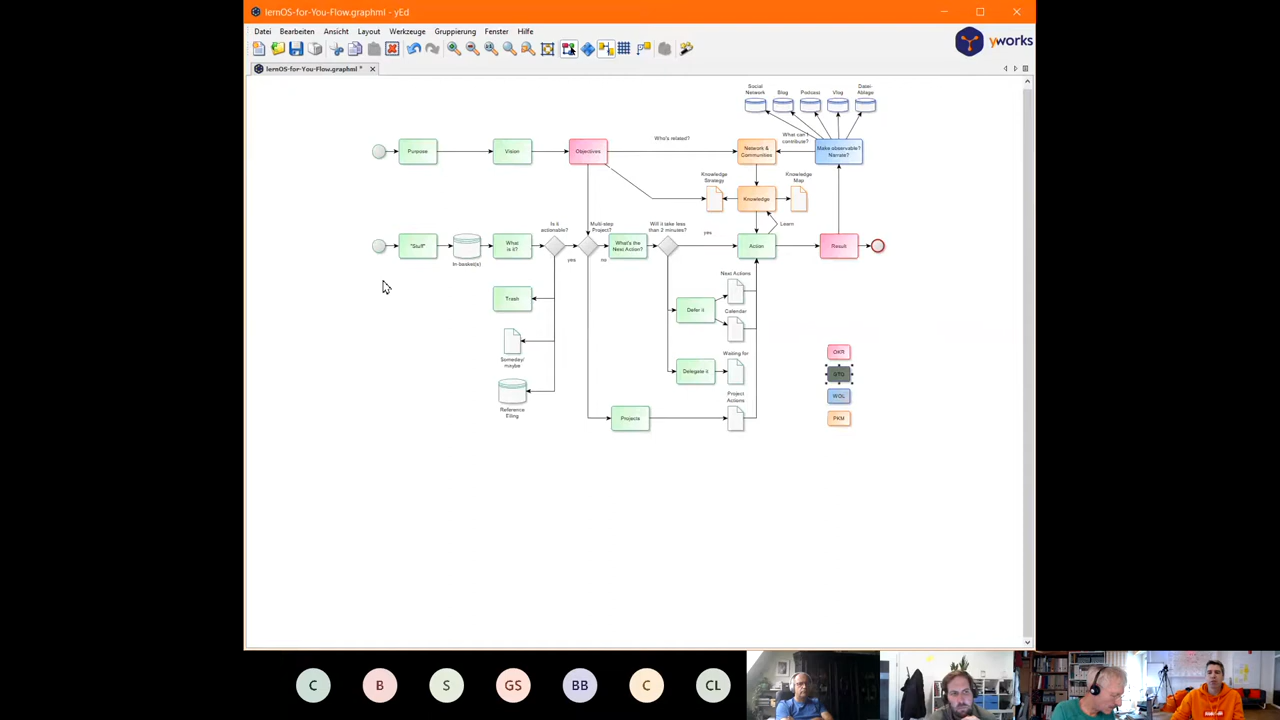 lernOS-for-You-Flow.graphml - yEd
Datei Bearbeiten Ansicht Layout Werkzeuge Gruppierung Fenster Hilfe
yworks
lernOS-for-You-Flow.graphml *
Social
Network
Blog
Podcast
Vlog
Datei-
Ablage
Purpose
Vision
Objectives
Who's related?
Network &
Communities
What can I
contribute?
Make observable?
Narrate?
Knowledge
Strategy
Knowledge
Knowledge
Map
Learn
"Stuff"
In-basket(s)
What
is it?
Is it
actionable?
yes
Multi-step
Project?
no
What's the
Next Action?
Will it take less
than 2 minutes?
yes
Action
Result
Trash
Someday/
maybe
Reference
Filing
Defer it
Next Actions
Calendar
Delegate it
Waiting for
Projects
Project
Actions
OKR
GTD
WOL
PKM
C B S GS BB C CL